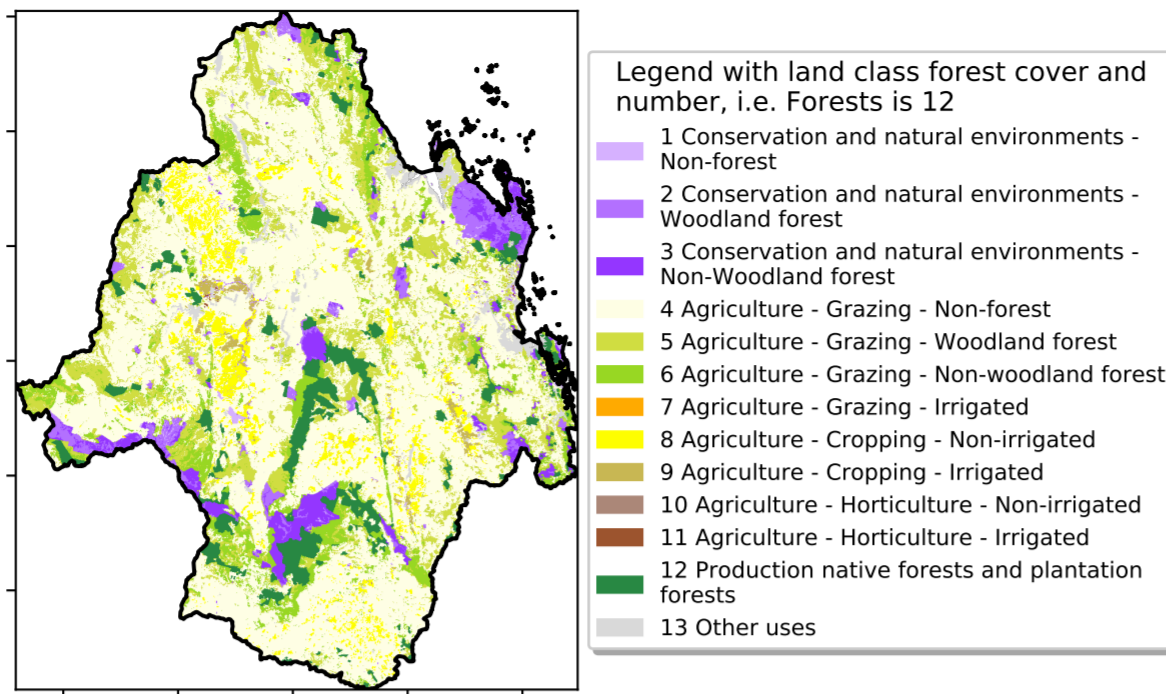 Legend with land class forest cover and
number, i.e. Forests is 12
1 Conservation and natural environments -
Non-forest
2 Conservation and natural environments -
Woodland forest
3 Conservation and natural environments -
Non-Woodland forest
4 Agriculture - Grazing - Non-forest
5 Agriculture - Grazing - Woodland forest
6 Agriculture - Grazing - Non-woodland forest
7 Agriculture - Grazing - Irrigated
8 Agriculture - Cropping - Non-irrigated
9 Agriculture - Cropping - Irrigated
10 Agriculture - Horticulture - Non-irrigated
11 Agriculture - Horticulture - Irrigated
12 Production native forests and plantation
forests
13 Other uses